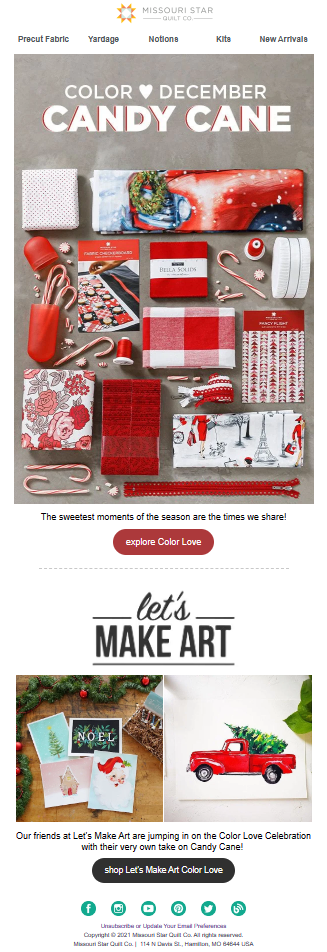 MISSOURI STAR
QUILT CO.
Precut Fabric Yardage Notions Kits New Arrivals
COLOR ♥ DECEMBER
CANDY CANE
FABRIC CHECKERBOARD
BELLA SOLIDS
FANCY FLIGHT
The sweetest moments of the season are the times we share!
explore Color Love
let's
MAKE ART
NOEL
Our friends at Let's Make Art are jumping in on the Color Love Celebration
with their very own take on Candy Cane!
shop Let's Make Art Color Love
Unsubscribe or Update Your Email Preferences
Copyright © 2021 Missouri Star Quilt Co. All rights reserved.
Missouri Star Quilt Co. | 114 N Davis St., Hamilton, MO 64644 USA